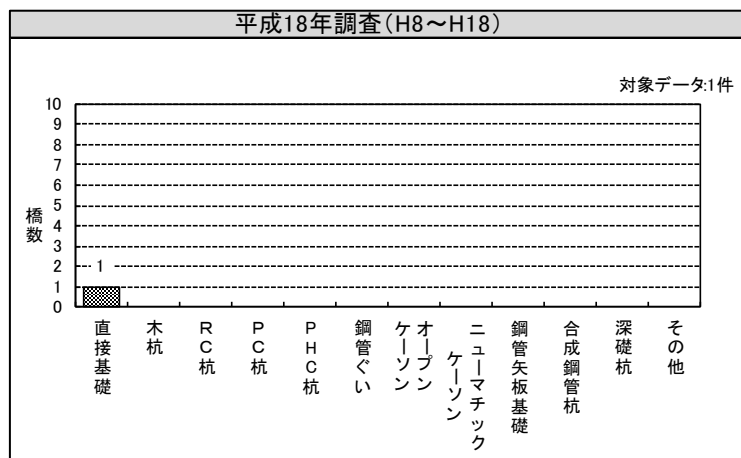 平成18年調査(H8～H18)
対象データ:1件
橋数
10
9
8
7
6
5
4
3
2
1
0
1
直接基礎
木杭
RC杭
PC杭
PHC杭
鋼管ぐい
オープン
ケーソン
ニューマチック
ケーソン
鋼管矢板基礎
合成鋼管杭
深礎杭
その他